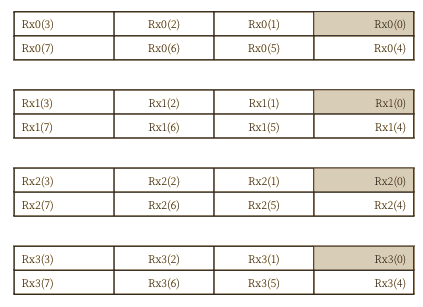 Rx0(3) Rx0(2) Rx0(1) Rx0(0)
Rx0(7) Rx0(6) Rx0(5) Rx0(4)
Rx1(3) Rx1(2) Rx1(1) Rx1(0)
Rx1(7) Rx1(6) Rx1(5) Rx1(4)
Rx2(3) Rx2(2) Rx2(1) Rx2(0)
Rx2(7) Rx2(6) Rx2(5) Rx2(4)
Rx3(3) Rx3(2) Rx3(1) Rx3(0)
Rx3(7) Rx3(6) Rx3(5) Rx3(4)